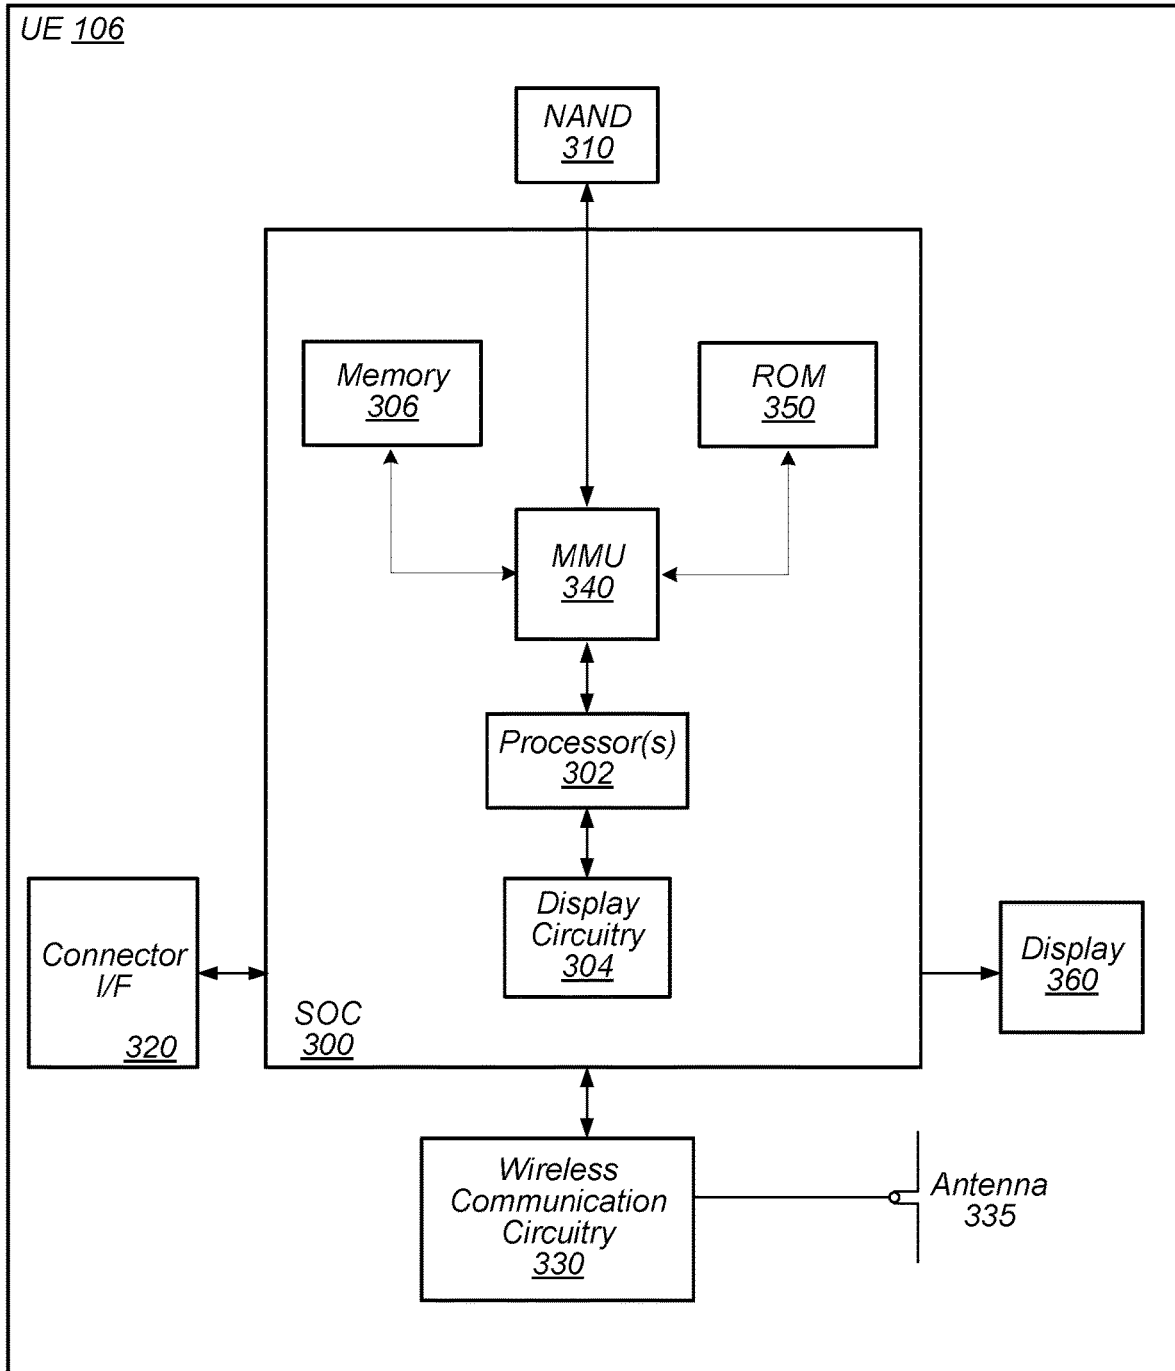 UE 106
NAND
310
Memory
306
ROM
350
MMU
340
Processor(s)
302
Display
Circuitry
304
Connector
I/F
320
SOC
300
Display
360
Wireless
Communication
Circuitry
330
Antenna
335